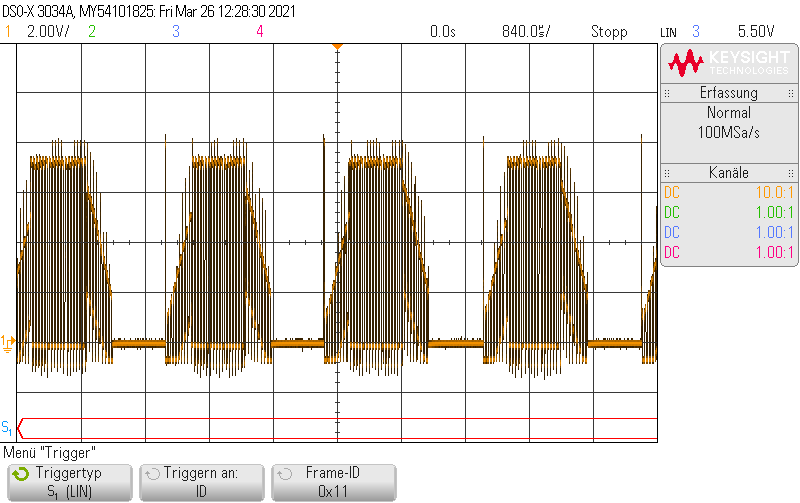 DSO-X 3034A, MY54101825: Fri Mar 26 12:28:30 2021
1 2.00V/ 2 3 4 0.0s 840.0µs/ Stopp LIN 3 5.50V
KEYSIGHT
TECHNOLOGIES
Erfassung
Normal
100MSa/s
Kanäle
DC 10.0:1
DC 1.00:1
DC 1.00:1
DC 1.00:1
1
S1
Menü "Trigger"
Triggertyp
S1 (LIN)
Triggern an:
ID
Frame-ID
0x11